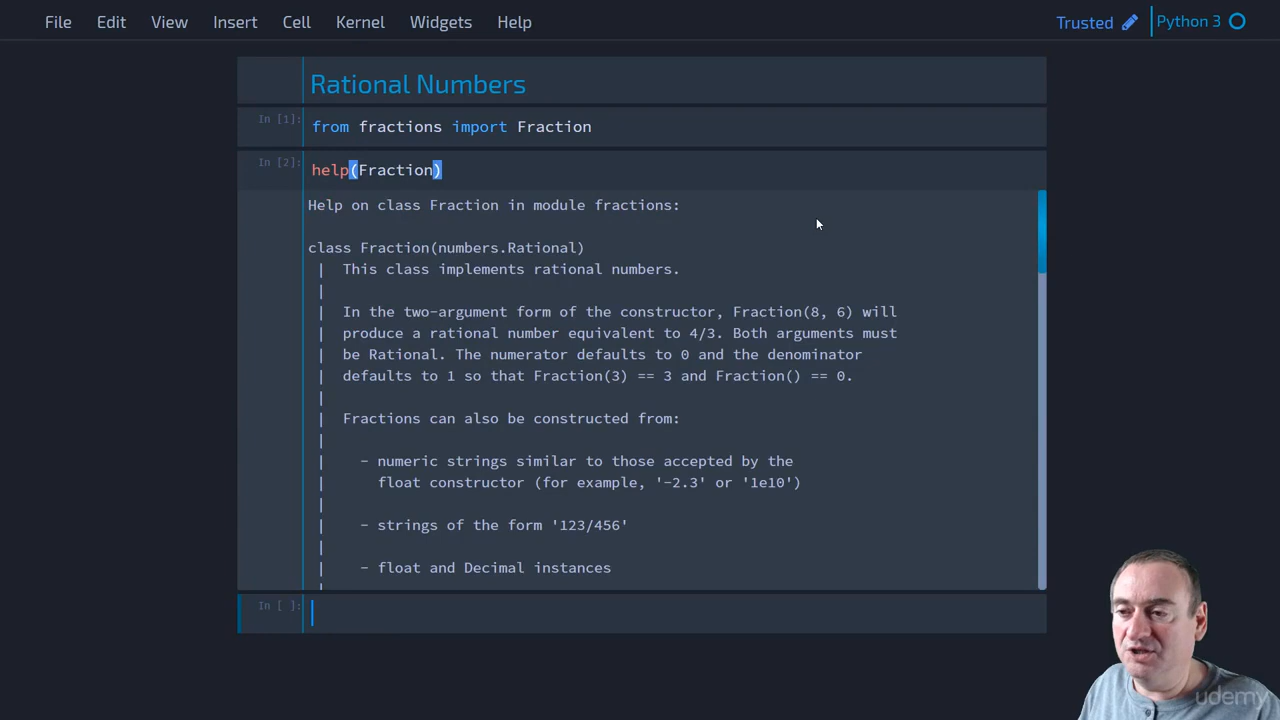 File Edit View Insert Cell Kernel Widgets Help Trusted Python 3
Rational Numbers
In [1]: from fractions import Fraction
In [2]: help(Fraction)
Help on class Fraction in module fractions:
class Fraction(numbers.Rational)
|  This class implements rational numbers.
|
|  In the two-argument form of the constructor, Fraction(8, 6) will
|  produce a rational number equivalent to 4/3. Both arguments must
|  be Rational. The numerator defaults to 0 and the denominator
|  defaults to 1 so that Fraction(3) == 3 and Fraction() == 0.
|
|  Fractions can also be constructed from:
|
|    - numeric strings similar to those accepted by the
|      float constructor (for example, '-2.3' or '1e10')
|
|    - strings of the form '123/456'
|
|    - float and Decimal instances
|
In [ ]:
udemy